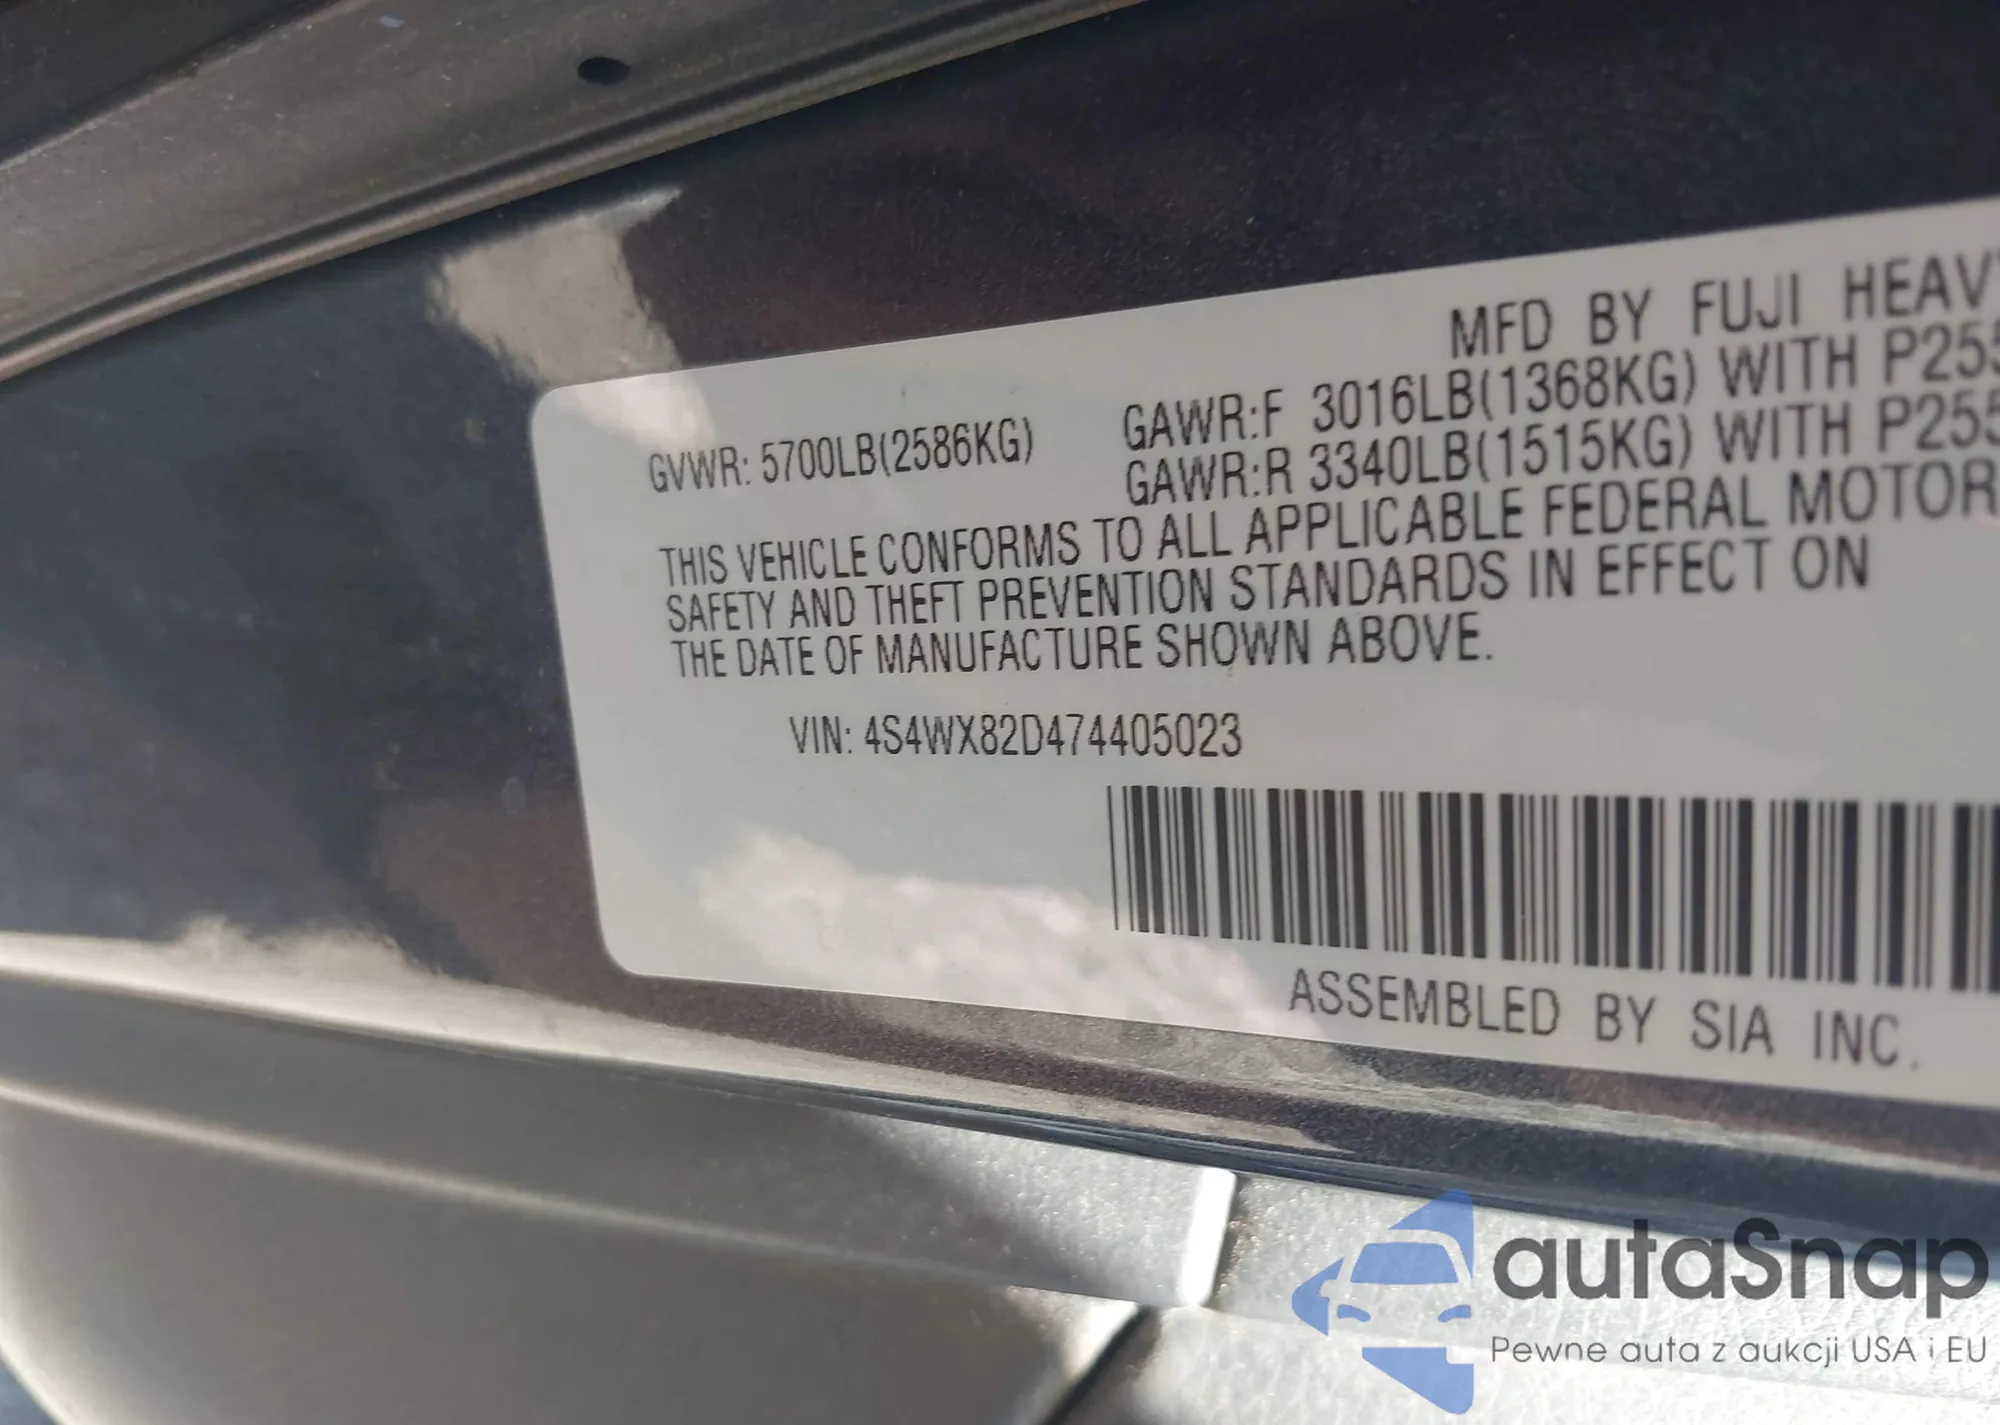 MFD BY FUJI HEAVY
GVWR: 5700LB(2586KG) GAWR:F 3016LB(1368KG) WITH P255
GAWR:R 3340LB(1515KG) WITH P255
THIS VEHICLE CONFORMS TO ALL APPLICABLE FEDERAL MOTOR
SAFETY AND THEFT PREVENTION STANDARDS IN EFFECT ON
THE DATE OF MANUFACTURE SHOWN ABOVE.
VIN: 4S4WX82D474405023
ASSEMBLED BY SIA INC.
autaSnap
Pewne auta z aukcji USA i EU